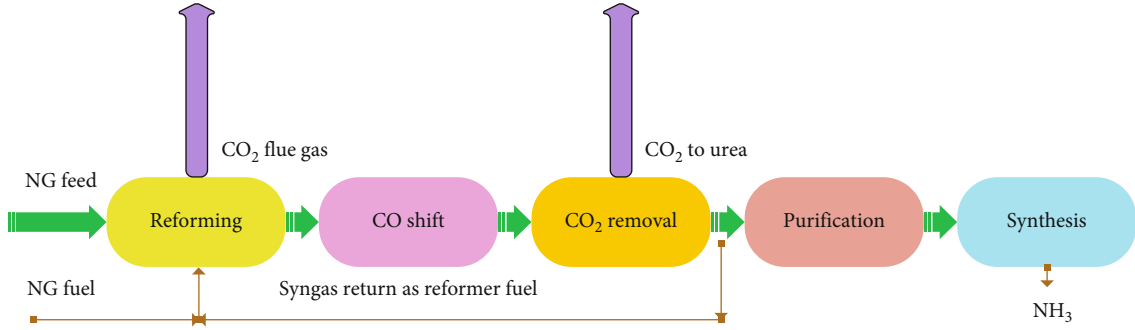 CO₂ flue gas
CO₂ to urea
NG feed
Reforming
CO shift
CO₂ removal
Purification
Synthesis
NG fuel
Syngas return as reformer fuel
NH₃